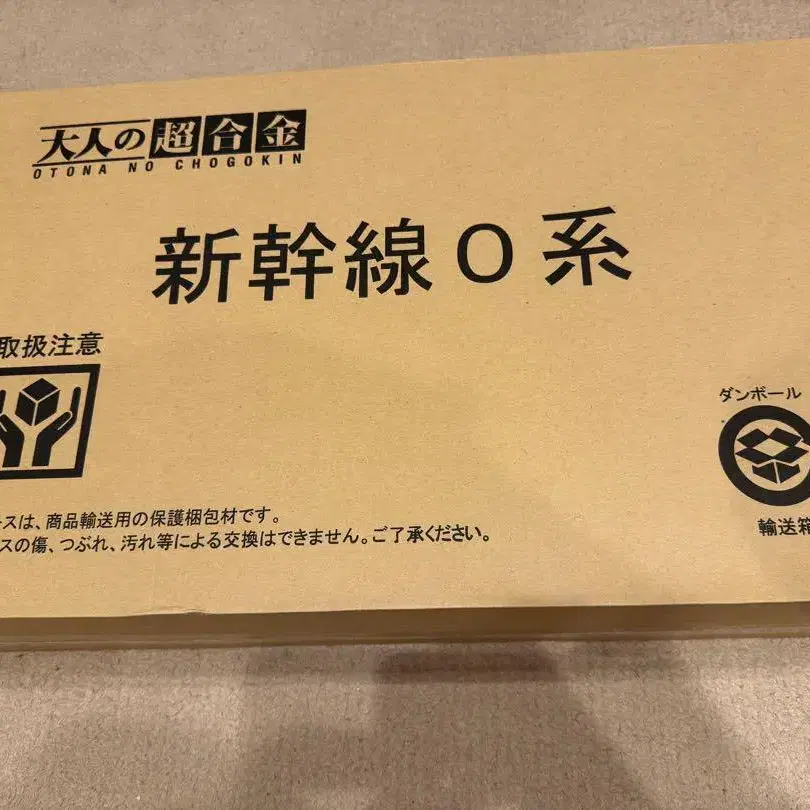 大人の超合金
OTONA NO CHOGOKIN
新幹線0系
取扱注意
ダンボール
ースは、商品輸送用の保護梱包材です。
スの傷、つぶれ、汚れ等による交換はできません。ご了承ください。
輸送箱